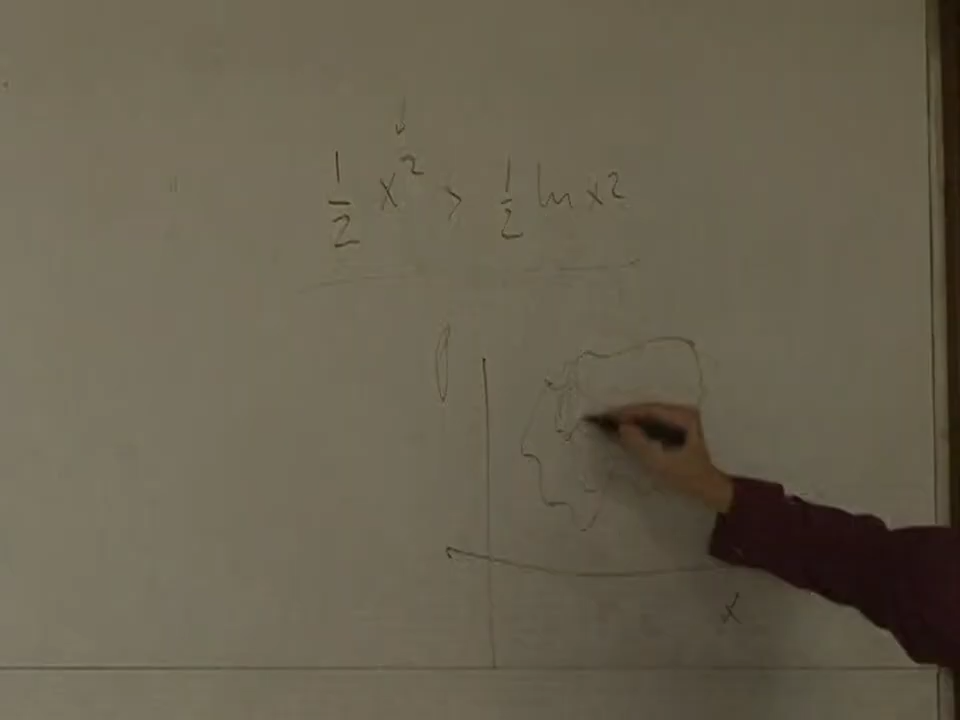 1/2 x² > 1/2 ln x2
x